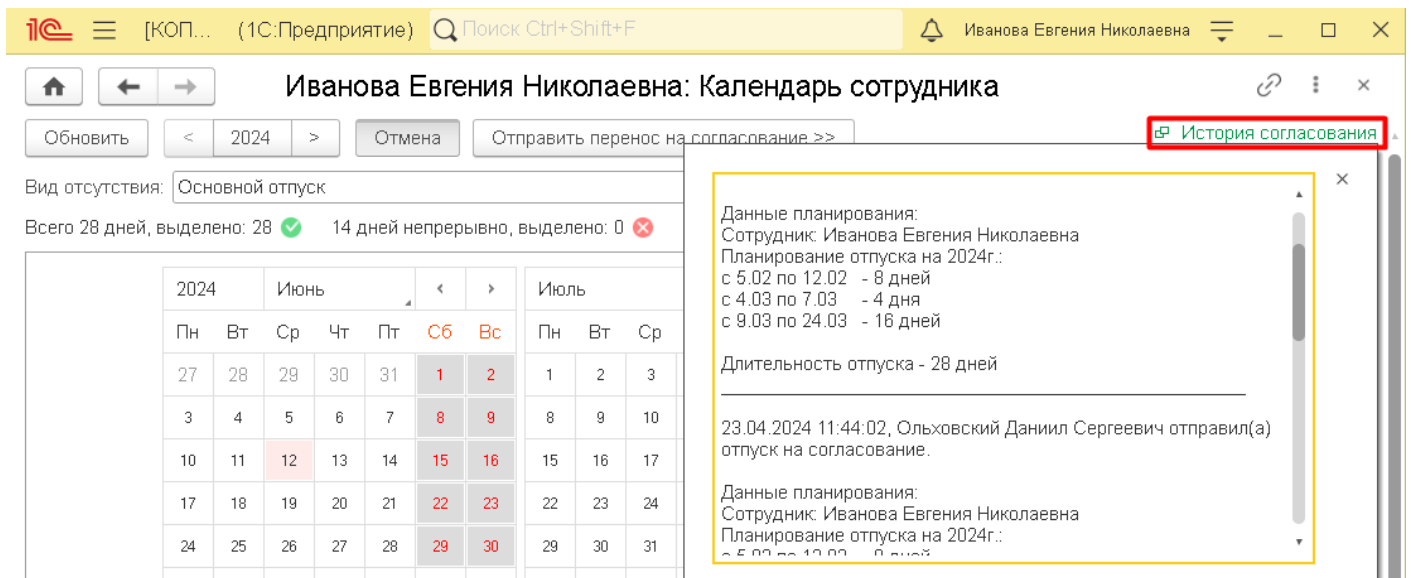 1С [КОП... (1С:Предприятие) Поиск Ctrl+Shift+F Иванова Евгения Николаевна
Иванова Евгения Николаевна: Календарь сотрудника
Обновить < 2024 > Отмена Отправить перенос на согласование >> История согласования
Вид отсутствия: Основной отпуск
Всего 28 дней, выделено: 28 14 дней непрерывно, выделено: 0
2024 Июнь < > Июль
Пн Вт Ср Чт Пт Сб Вс Пн Вт Ср
27 28 29 30 31 1 2 1 2 3
3 4 5 6 7 8 9 8 9 10
10 11 12 13 14 15 16 15 16 17
17 18 19 20 21 22 23 22 23 24
24 25 26 27 28 29 30 29 30 31
Данные планирования:
Сотрудник: Иванова Евгения Николаевна
Планирование отпуска на 2024г.:
с 5.02 по 12.02 - 8 дней
с 4.03 по 7.03 - 4 дня
с 9.03 по 24.03 - 16 дней
Длительность отпуска - 28 дней
23.04.2024 11:44:02, Ольховский Даниил Сергеевич отправил(а)
отпуск на согласование.
Данные планирования:
Сотрудник: Иванова Евгения Николаевна
Планирование отпуска на 2024г.:
с 5.02 по 12.02 - 8 дней